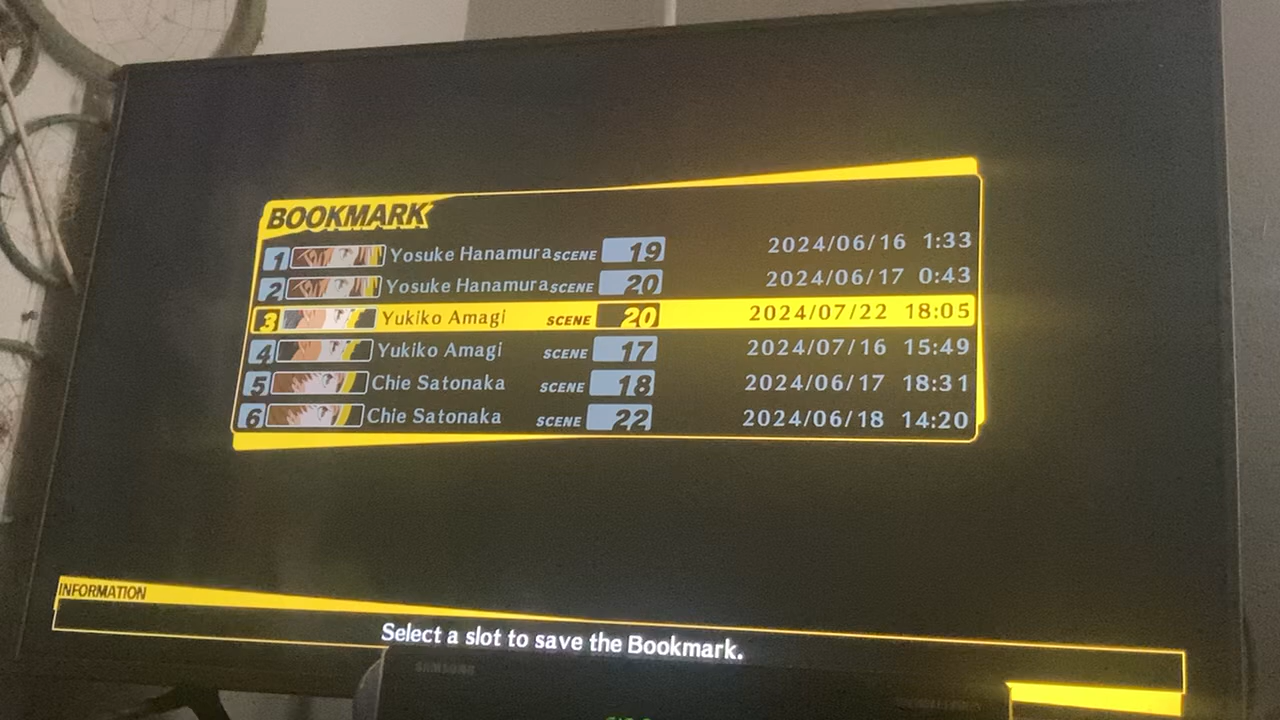 BOOKMARK
1 Yosuke Hanamura SCENE 19 2024/06/16 1:33
2 Yosuke Hanamura SCENE 20 2024/06/17 0:43
3 Yukiko Amagi SCENE 20 2024/07/22 18:05
4 Yukiko Amagi SCENE 17 2024/07/16 15:49
5 Chie Satonaka SCENE 18 2024/06/17 18:31
6 Chie Satonaka SCENE 22 2024/06/18 14:20
INFORMATION
Select a slot to save the Bookmark.
SAMSUNG